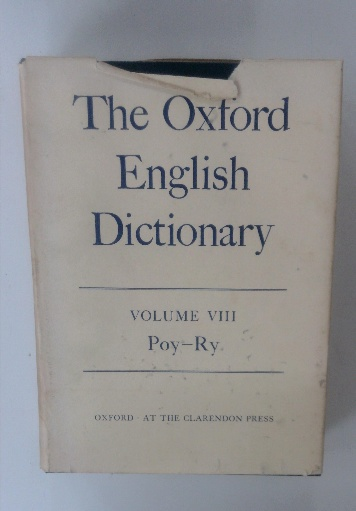 The Oxford
English
Dictionary
VOLUME VIII
Poy–Ry
OXFORD · AT THE CLARENDON PRESS